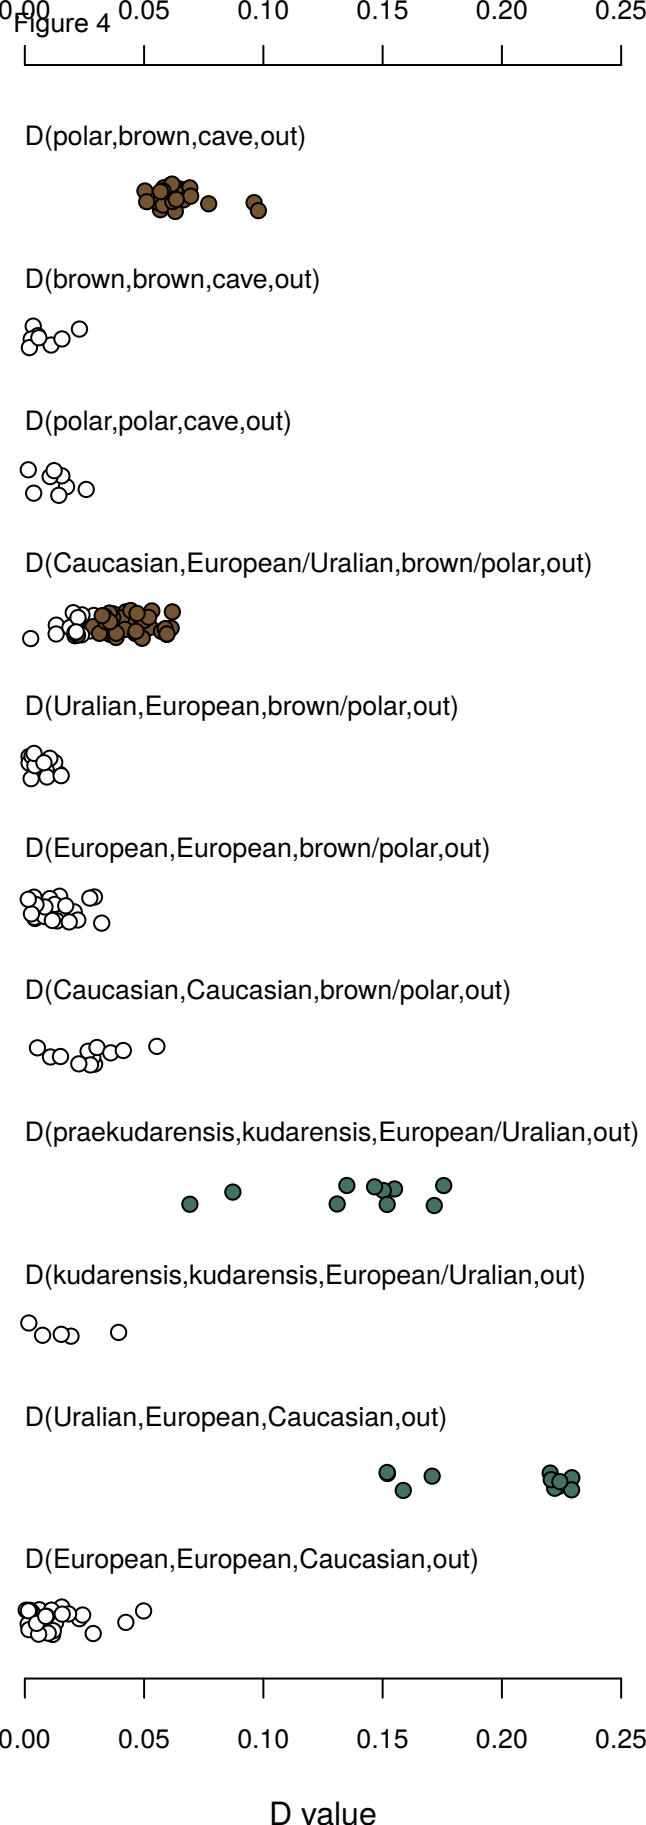 0.00 0.05 0.10 0.15 0.20 0.25
Figure 4
D(polar,brown,cave,out)
D(brown,brown,cave,out)
D(polar,polar,cave,out)
D(Caucasian,European/Uralian,brown/polar,out)
D(Uralian,European,brown/polar,out)
D(European,European,brown/polar,out)
D(Caucasian,Caucasian,brown/polar,out)
D(praekudarensis,kudarensis,European/Uralian,out)
D(kudarensis,kudarensis,European/Uralian,out)
D(Uralian,European,Caucasian,out)
D(European,European,Caucasian,out)
0.00 0.05 0.10 0.15 0.20 0.25
D value